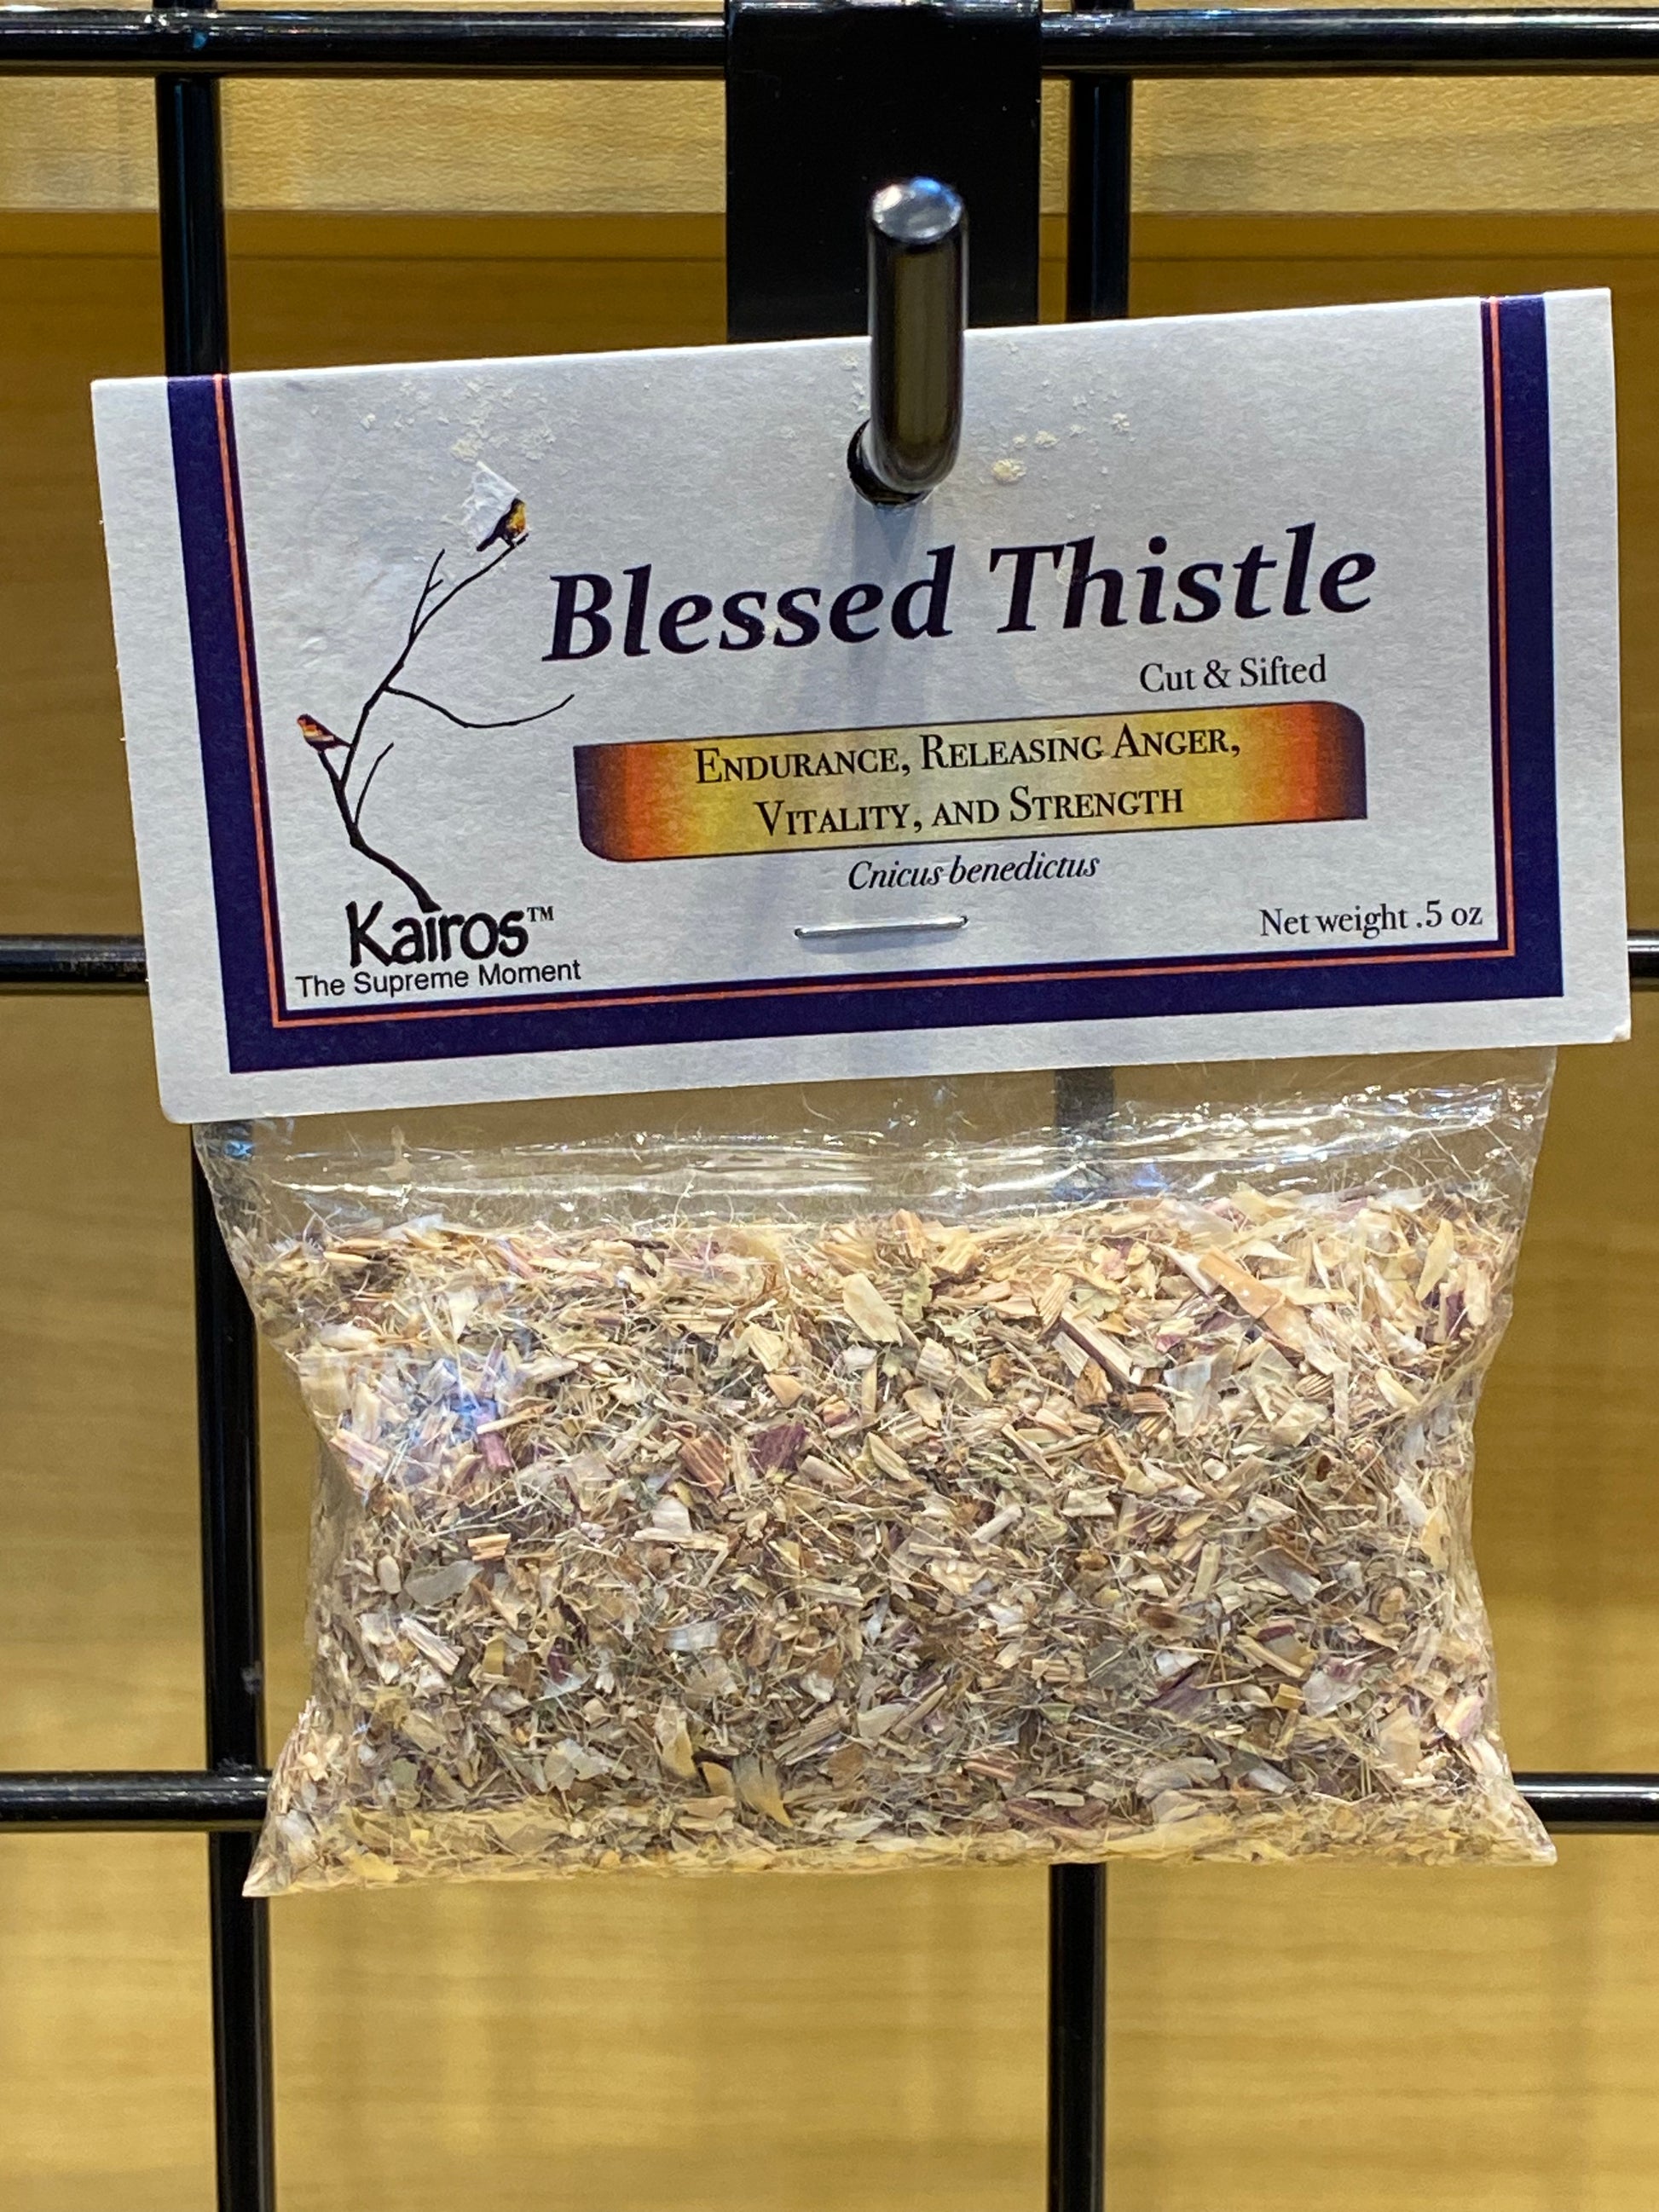 Blessed Thistle
Cut & Sifted
Endurance, Releasing Anger,
Vitality, and Strength
Cnicus benedictus
Kairos™
The Supreme Moment
Net weight .5 oz